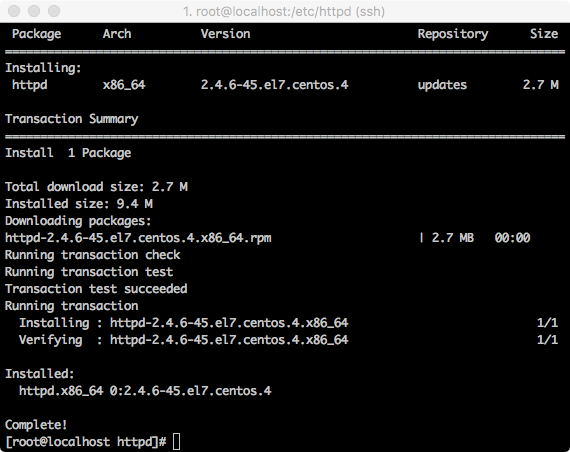 1. root@localhost:/etc/httpd (ssh)
Package Arch Version Repository Size
Installing:
httpd x86_64 2.4.6-45.el7.centos.4 updates 2.7 M
Transaction Summary
Install 1 Package
Total download size: 2.7 M
Installed size: 9.4 M
Downloading packages:
httpd-2.4.6-45.el7.centos.4.x86_64.rpm | 2.7 MB 00:00
Running transaction check
Running transaction test
Transaction test succeeded
Running transaction
Installing : httpd-2.4.6-45.el7.centos.4.x86_64 1/1
Verifying : httpd-2.4.6-45.el7.centos.4.x86_64 1/1
Installed:
httpd.x86_64 0:2.4.6-45.el7.centos.4
Complete!
[root@localhost httpd]#